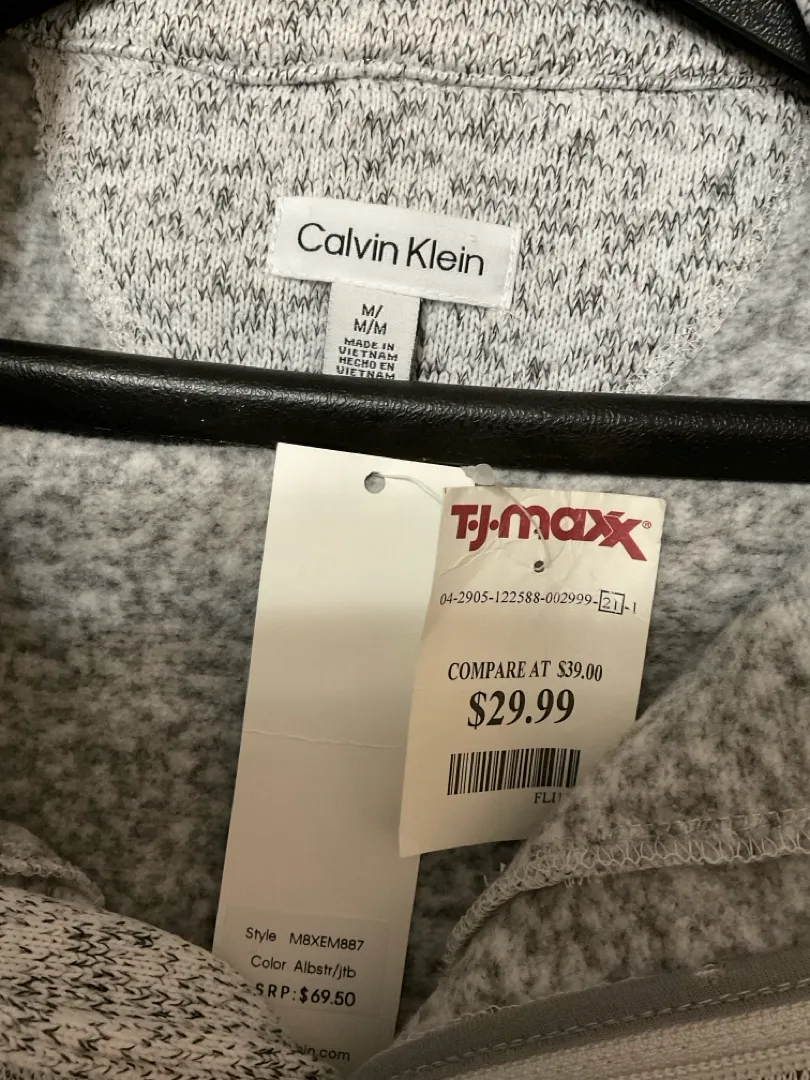 Calvin Klein
M/
M/M
MADE IN
VIETNAM
HECHO EN
VIETNAM
T·J·maxx®
04-2905-122588-002999-21-1
COMPARE AT $39.00
$29.99
Style M8XEM887
Color Albstr/jtb
SRP:$69.50